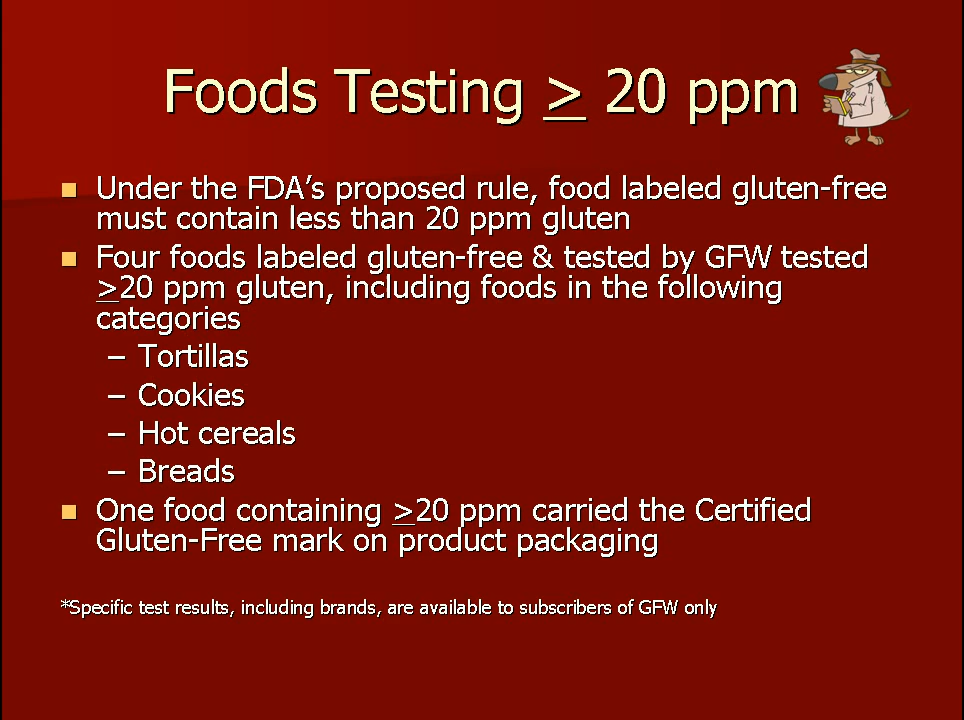 Foods Testing ≥ 20 ppm
■ Under the FDA’s proposed rule, food labeled gluten-free
must contain less than 20 ppm gluten
■ Four foods labeled gluten-free & tested by GFW tested
≥20 ppm gluten, including foods in the following
categories
– Tortillas
– Cookies
– Hot cereals
– Breads
■ One food containing ≥20 ppm carried the Certified
Gluten-Free mark on product packaging
*Specific test results, including brands, are available to subscribers of GFW only